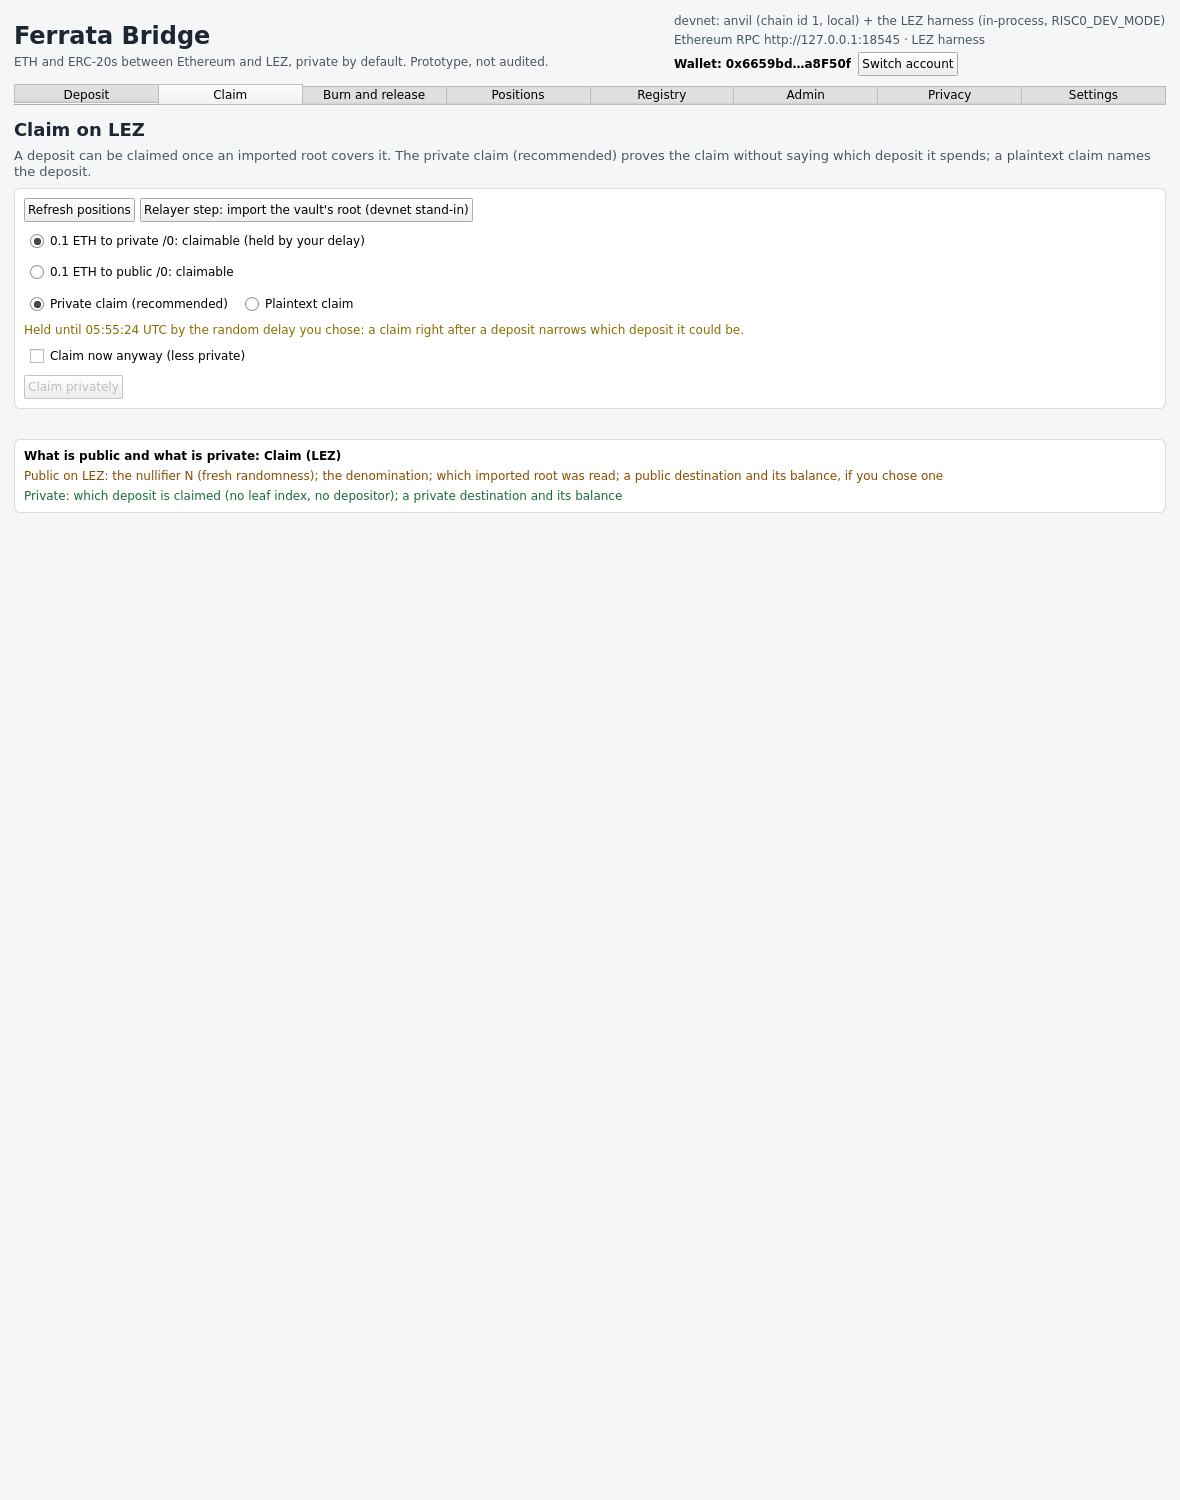 Ferrata Bridge
ETH and ERC-20s between Ethereum and LEZ, private by default. Prototype, not audited.
devnet: anvil (chain id 1, local) + the LEZ harness (in-process, RISC0_DEV_MODE)
Ethereum RPC http://127.0.0.1:18545 · LEZ harness
Wallet: 0x6659bd…a8F50f Switch account
Deposit Claim Burn and release Positions Registry Admin Privacy Settings
Claim on LEZ
A deposit can be claimed once an imported root covers it. The private claim (recommended) proves the claim without saying which deposit it spends; a plaintext claim names
the deposit.
Refresh positions Relayer step: import the vault's root (devnet stand-in)
0.1 ETH to private /0: claimable (held by your delay)
0.1 ETH to public /0: claimable
Private claim (recommended) Plaintext claim
Held until 05:55:24 UTC by the random delay you chose: a claim right after a deposit narrows which deposit it could be.
Claim now anyway (less private)
Claim privately
What is public and what is private: Claim (LEZ)
Public on LEZ: the nullifier N (fresh randomness); the denomination; which imported root was read; a public destination and its balance, if you chose one
Private: which deposit is claimed (no leaf index, no depositor); a private destination and its balance